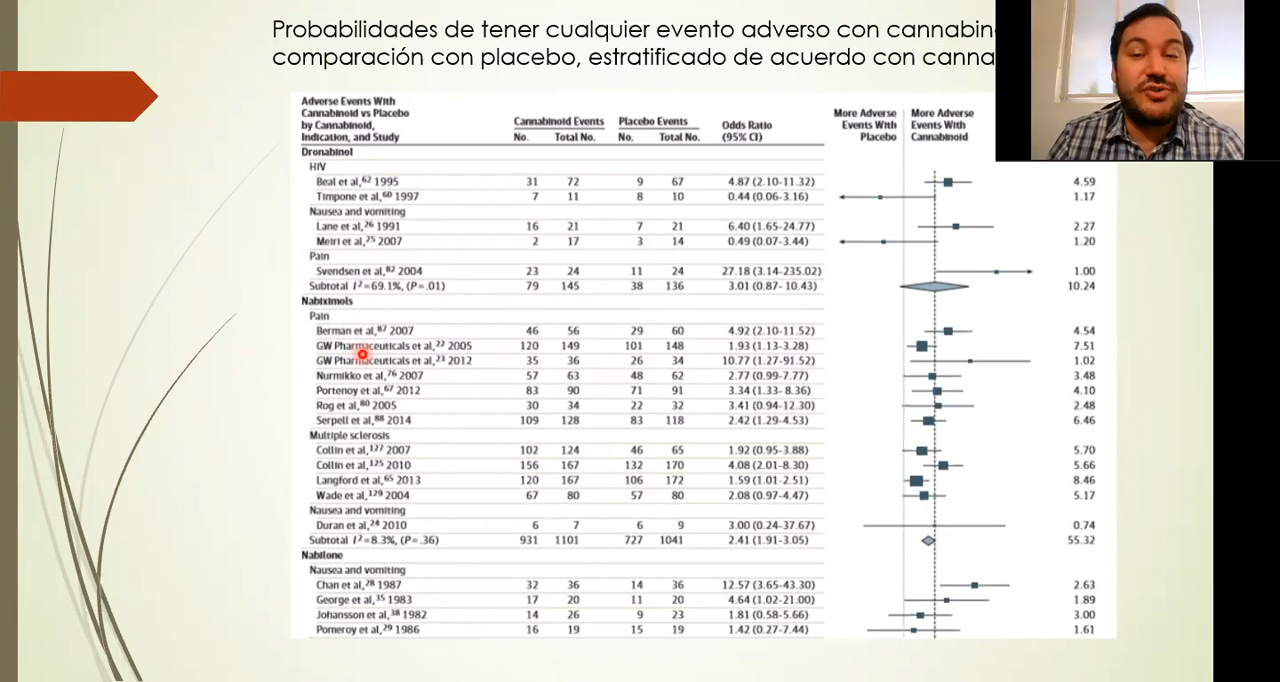 Probabilidades de tener cualquier evento adverso con
comparación con placebo, estratificado de acuerdo con
Adverse Events With
Cannabinoid vs Placebo
by Cannabinoid,
Indication, and Study
Cannabinoid Events Placebo Events
No. Total No. No. Total No.
Odds Ratio
(95% CI)
More Adverse
Events With
Placebo
More Adverse
Events With
Cannabinoid
Dronabinol
HIV
Beal et al,62 1995 31 72 9 67 4.87 (2.10-11.32) 4.59
Timpone et al,60 1997 7 11 8 10 0.44 (0.06-3.16) 1.17
Nausea and vomiting
Lane et al,26 1991 16 21 7 21 6.40 (1.65-24.77) 2.27
Meiri et al,25 2007 2 17 3 14 0.49 (0.07-3.44) 1.20
Pain
Svendsen et al,82 2004 23 24 11 24 27.18 (3.14-235.02) 1.00
Subtotal I2=69.1%, (P=.01) 79 145 38 136 3.01 (0.87- 10.43) 10.24
Nabiximols
Pain
Berman et al,87 2007 46 56 29 60 4.92 (2.10-11.52) 4.54
GW Pharmaceuticals et al,22 2005 120 149 101 148 1.93 (1.13-3.28) 7.51
GW Pharmaceuticals et al,23 2012 35 36 26 34 10.77 (1.27-91.52) 1.02
Nurmikko et al,76 2007 57 63 48 62 2.77 (0.99-7.77) 3.48
Portenoy et al,67 2012 83 90 71 91 3.34 (1.33- 8.36) 4.10
Rog et al,80 2005 30 34 22 32 3.41 (0.94-12.30) 2.48
Serpell et al,88 2014 109 128 83 118 2.42 (1.29-4.53) 6.46
Multiple sclerosis
Collin et al,127 2007 102 124 46 65 1.92 (0.95-3.88) 5.70
Collin et al,125 2010 156 167 132 170 4.08 (2.01-8.30) 5.66
Langford et al,65 2013 120 167 106 172 1.59 (1.01-2.51) 8.46
Wade et al,129 2004 67 80 57 80 2.08 (0.97-4.47) 5.17
Nausea and vomiting
Duran et al,24 2010 6 7 6 9 3.00 (0.24-37.67) 0.74
Subtotal I2=8.3%, (P=.36) 931 1101 727 1041 2.41 (1.91-3.05) 55.32
Nabilone
Nausea and vomiting
Chan et al,28 1987 32 36 14 36 12.57 (3.65-43.30) 2.63
George et al,35 1983 17 20 11 20 4.64 (1.02-21.00) 1.89
Johansson et al,38 1982 14 26 9 23 1.81 (0.58-5.66) 3.00
Pomeroy et al,29 1986 16 19 15 19 1.42 (0.27-7.44) 1.61